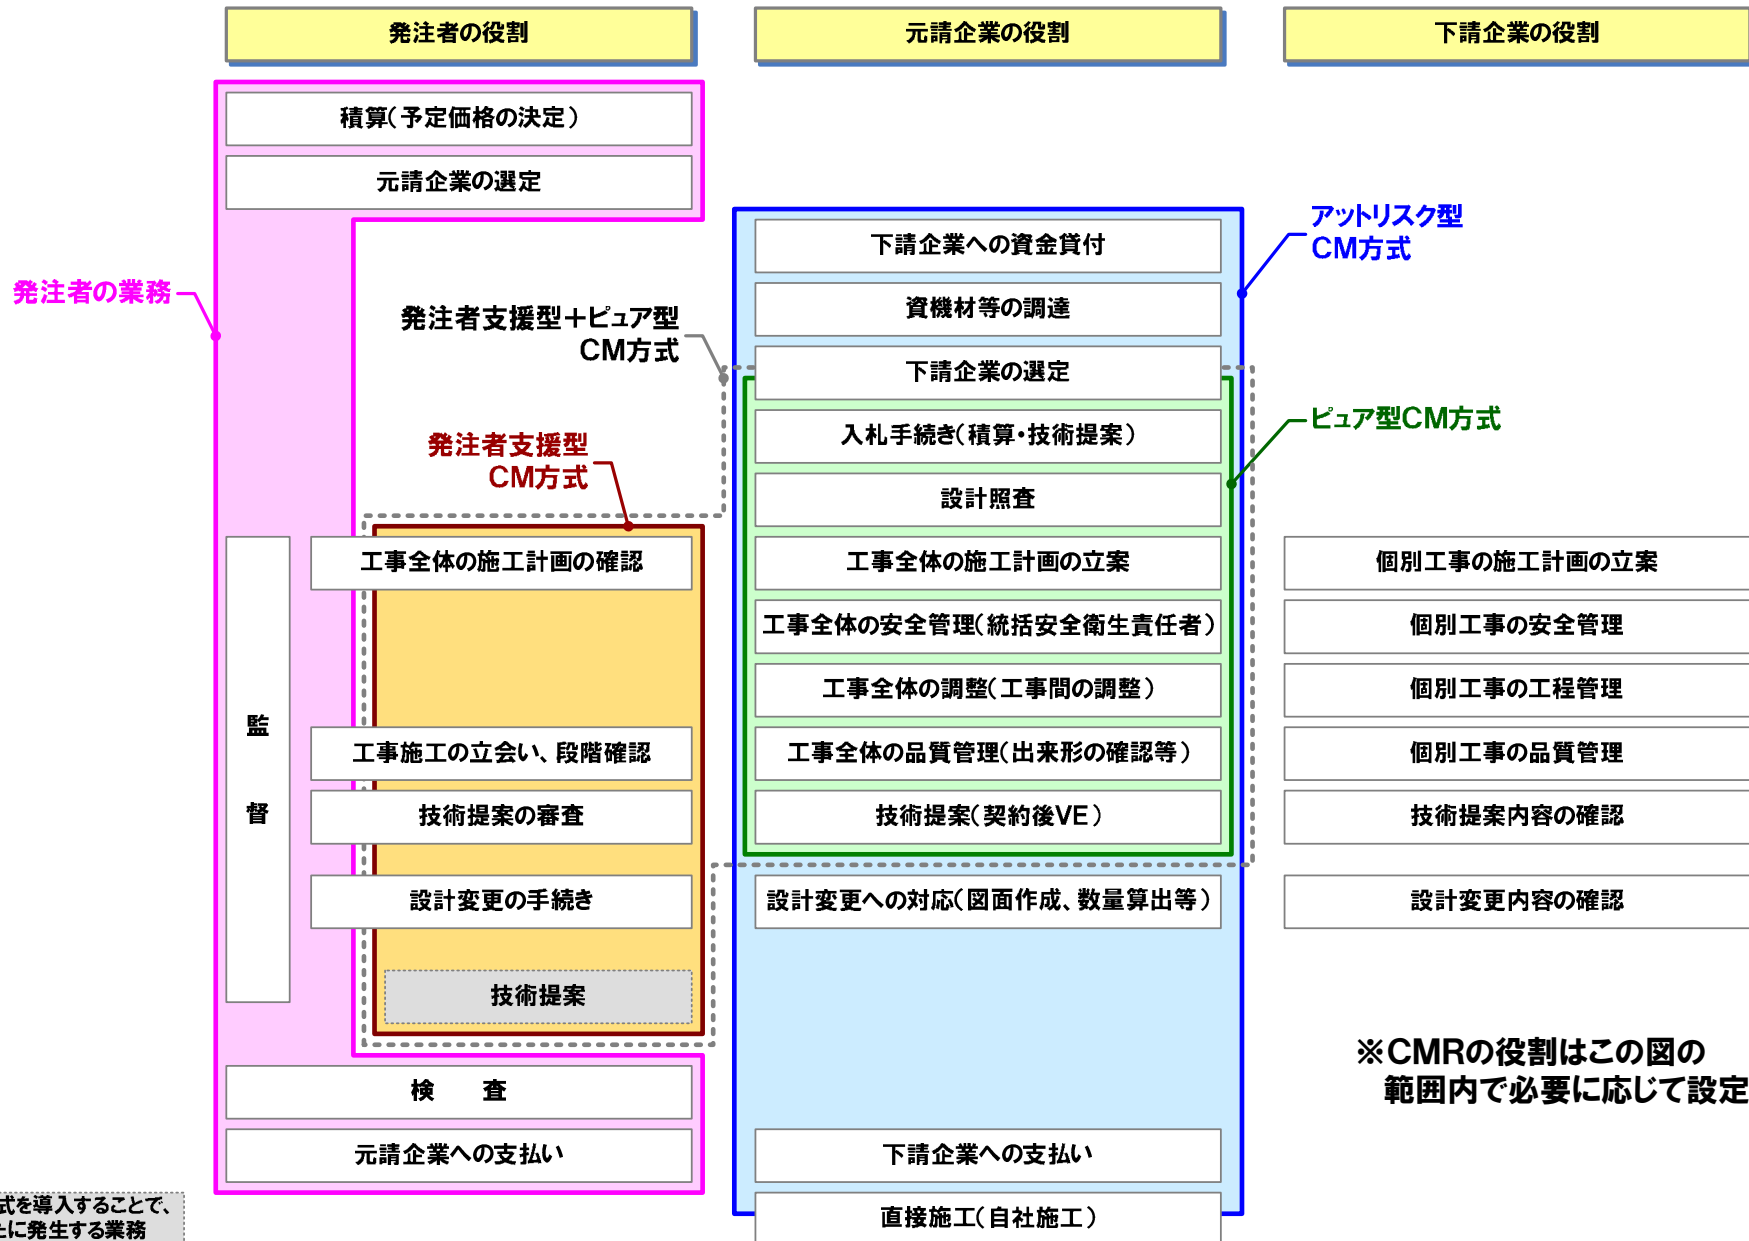 発注者の役割
元請企業の役割
下請企業の役割
積算(予定価格の決定)
元請企業の選定
発注者の業務
下請企業への資金貸付
資機材等の調達
下請企業の選定
入札手続き(積算・技術提案)
設計照査
アットリスク型
CM方式
発注者支援型＋ピュア型
CM方式
ピュア型CM方式
発注者支援型
CM方式
監
督
工事全体の施工計画の確認
工事全体の施工計画の立案
個別工事の施工計画の立案
工事全体の安全管理(統括安全衛生責任者)
個別工事の安全管理
工事全体の調整(工事間の調整)
個別工事の工程管理
工事施工の立会い、段階確認
工事全体の品質管理(出来形の確認等)
個別工事の品質管理
技術提案の審査
技術提案(契約後VE)
技術提案内容の確認
設計変更の手続き
設計変更への対応(図面作成、数量算出等)
設計変更内容の確認
技術提案
※CMRの役割はこの図の
範囲内で必要に応じて設定
検　査
元請企業への支払い
下請企業への支払い
直接施工(自社施工)
式を導入することで、
に発生する業務